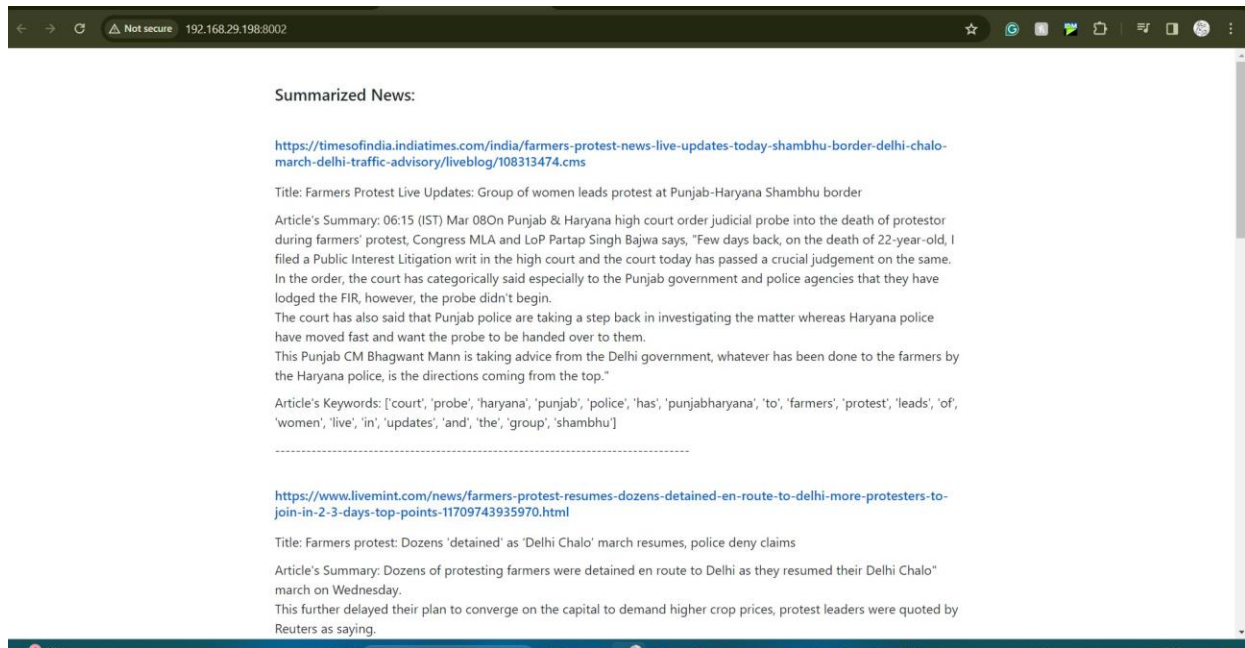 Not secure 192.168.29.198:8002
Summarized News:
https://timesofindia.indiatimes.com/india/farmers-protest-news-live-updates-today-shambhu-border-delhi-chalo-
march-delhi-traffic-advisory/liveblog/108313474.cms
Title: Farmers Protest Live Updates: Group of women leads protest at Punjab-Haryana Shambhu border
Article's Summary: 06:15 (IST) Mar 08On Punjab & Haryana high court order judicial probe into the death of protestor
during farmers' protest, Congress MLA and LoP Partap Singh Bajwa says, "Few days back, on the death of 22-year-old, I
filed a Public Interest Litigation writ in the high court and the court today has passed a crucial judgement on the same.
In the order, the court has categorically said especially to the Punjab government and police agencies that they have
lodged the FIR, however, the probe didn't begin.
The court has also said that Punjab police are taking a step back in investigating the matter whereas Haryana police
have moved fast and want the probe to be handed over to them.
This Punjab CM Bhagwant Mann is taking advice from the Delhi government, whatever has been done to the farmers by
the Haryana police, is the directions coming from the top."
Article's Keywords: ['court', 'probe', 'haryana', 'punjab', 'police', 'has', 'punjabharyana', 'to', 'farmers', 'protest', 'leads', 'of',
'women', 'live', 'in', 'updates', 'and', 'the', 'group', 'shambhu']
--------------------------------------------------------------------------------
https://www.livemint.com/news/farmers-protest-resumes-dozens-detained-en-route-to-delhi-more-protesters-to-
join-in-2-3-days-top-points-11709743935970.html
Title: Farmers protest: Dozens 'detained' as 'Delhi Chalo' march resumes, police deny claims
Article's Summary: Dozens of protesting farmers were detained en route to Delhi as they resumed their Delhi Chalo"
march on Wednesday.
This further delayed their plan to converge on the capital to demand higher crop prices, protest leaders were quoted by
Reuters as saying.